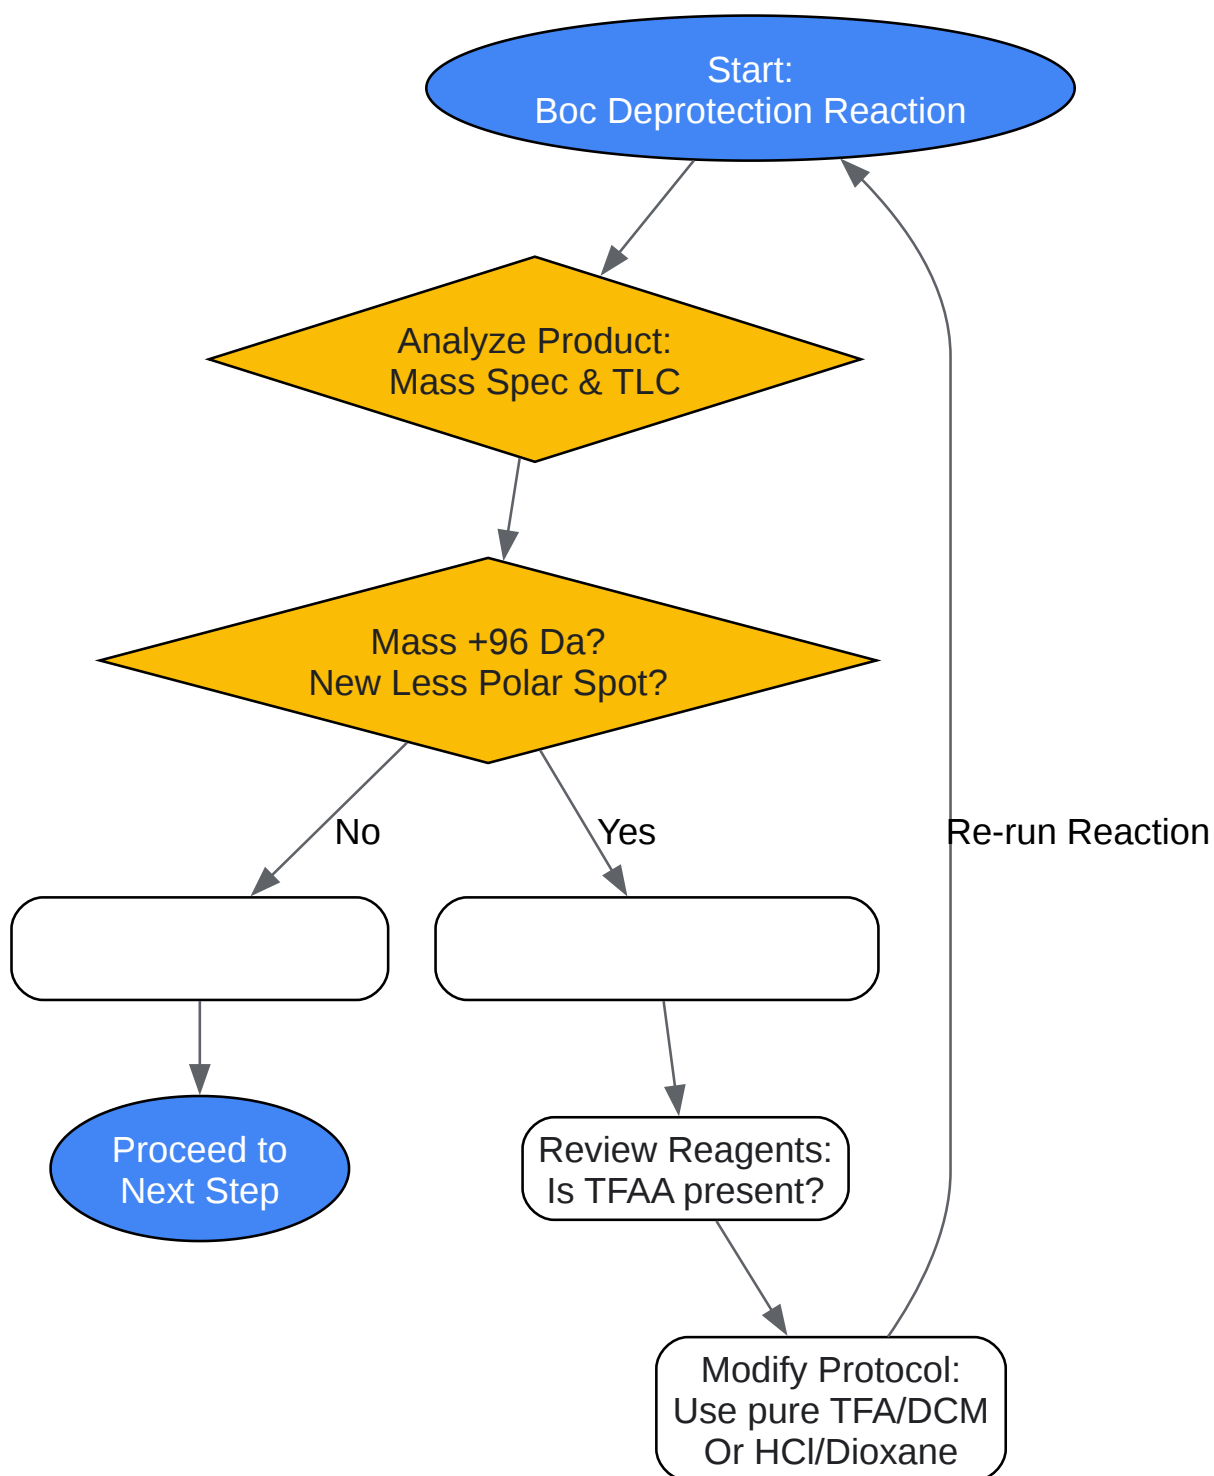 Start:
Boc Deprotection Reaction
Analyze Product:
Mass Spec & TLC
Mass +96 Da?
New Less Polar Spot?
No
Yes
Re-run Reaction
Proceed to
Next Step
Review Reagents:
Is TFAA present?
Modify Protocol:
Use pure TFA/DCM
Or HCl/Dioxane